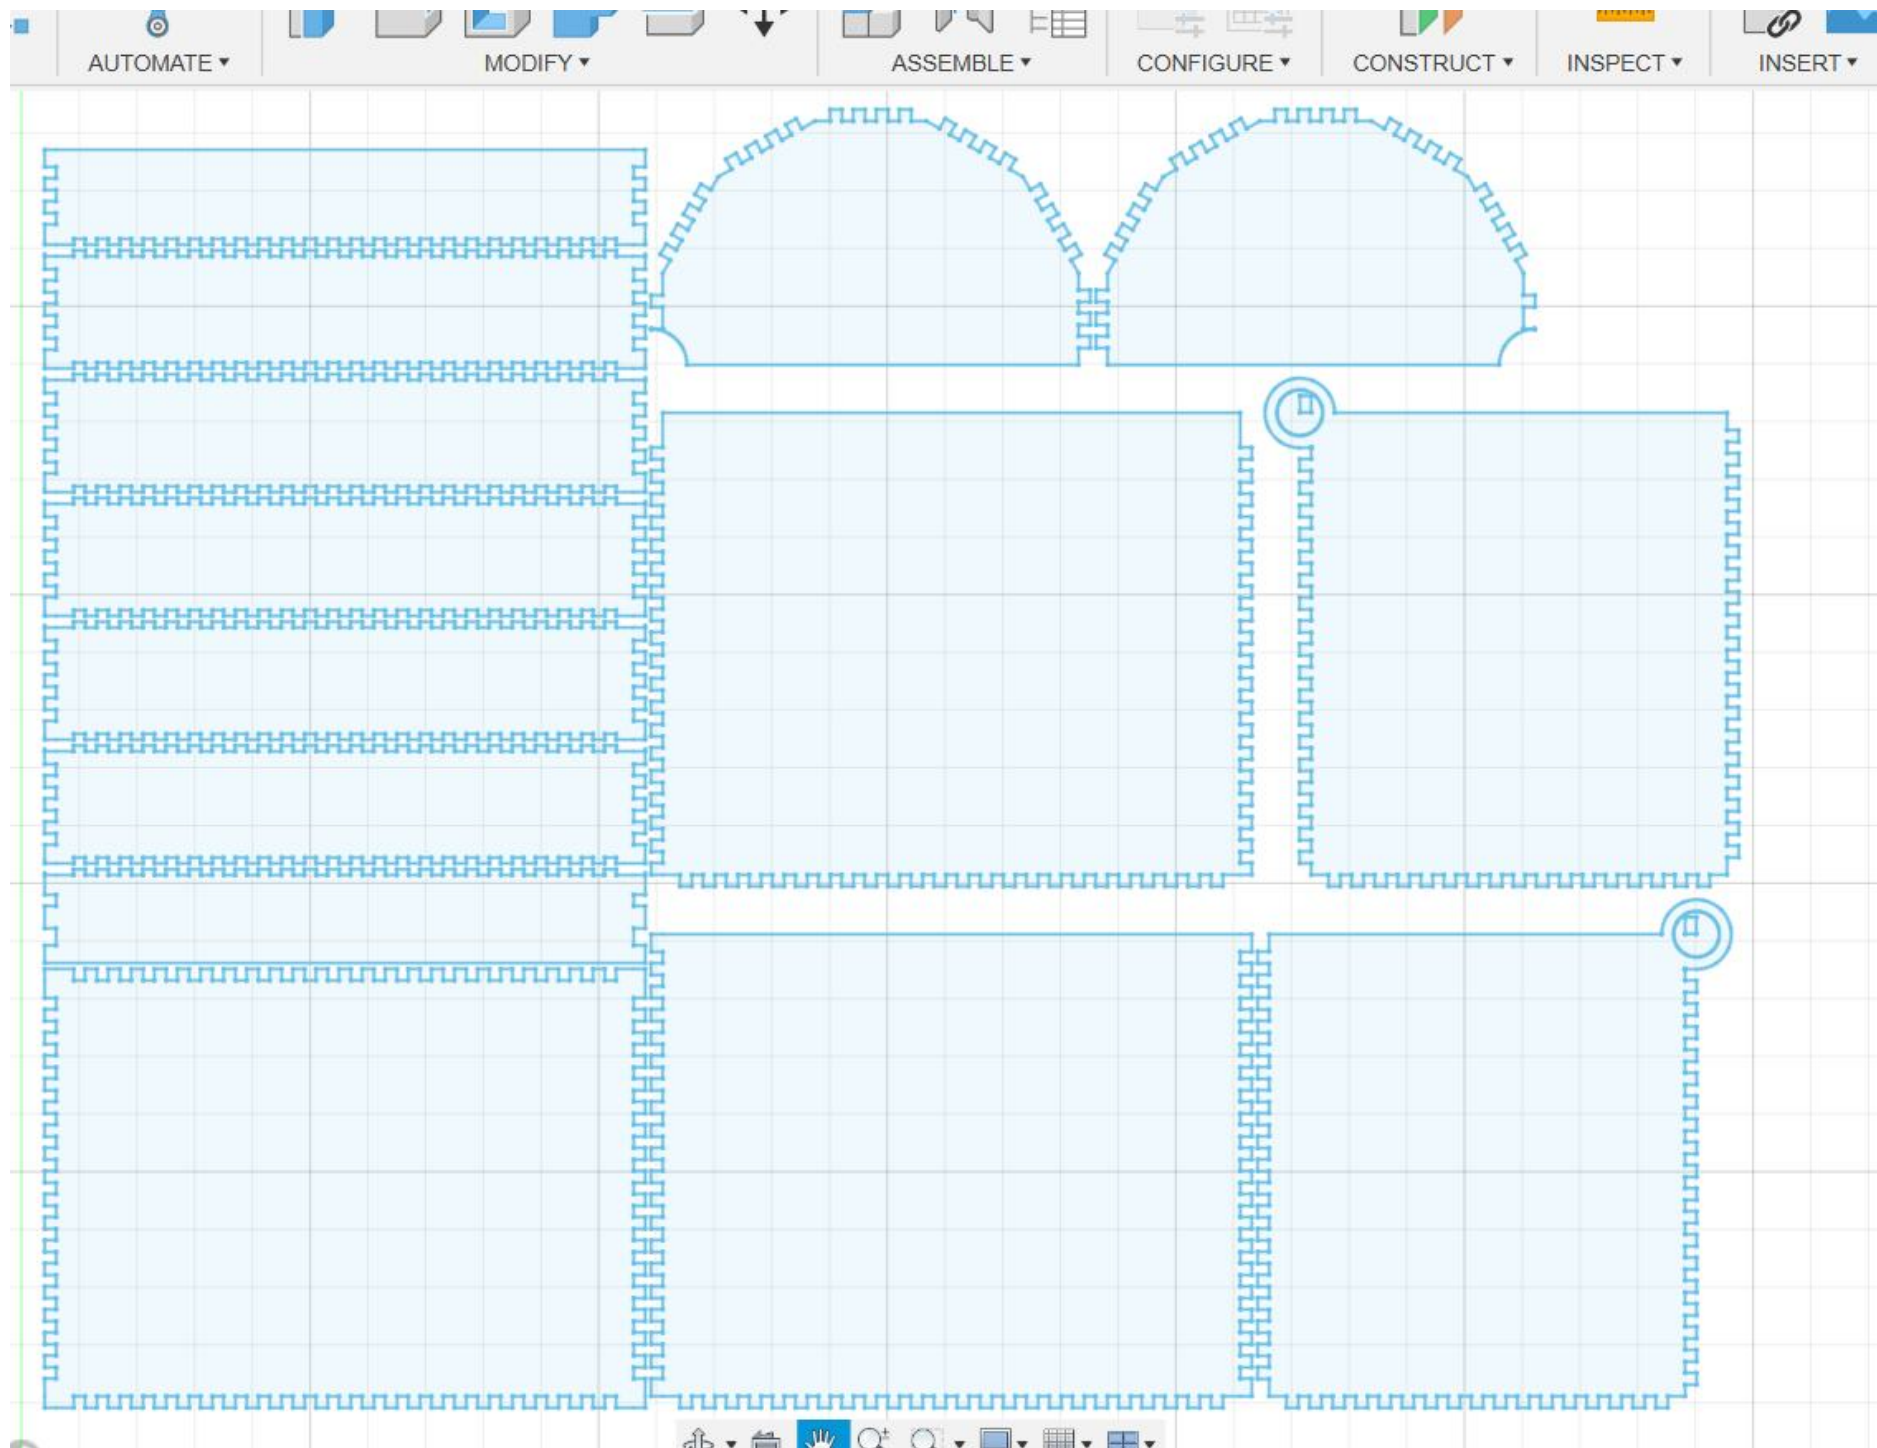 AUTOMATE ▾ MODIFY ▾ ASSEMBLE ▾ CONFIGURE ▾ CONSTRUCT ▾ INSPECT ▾ INSERT ▾